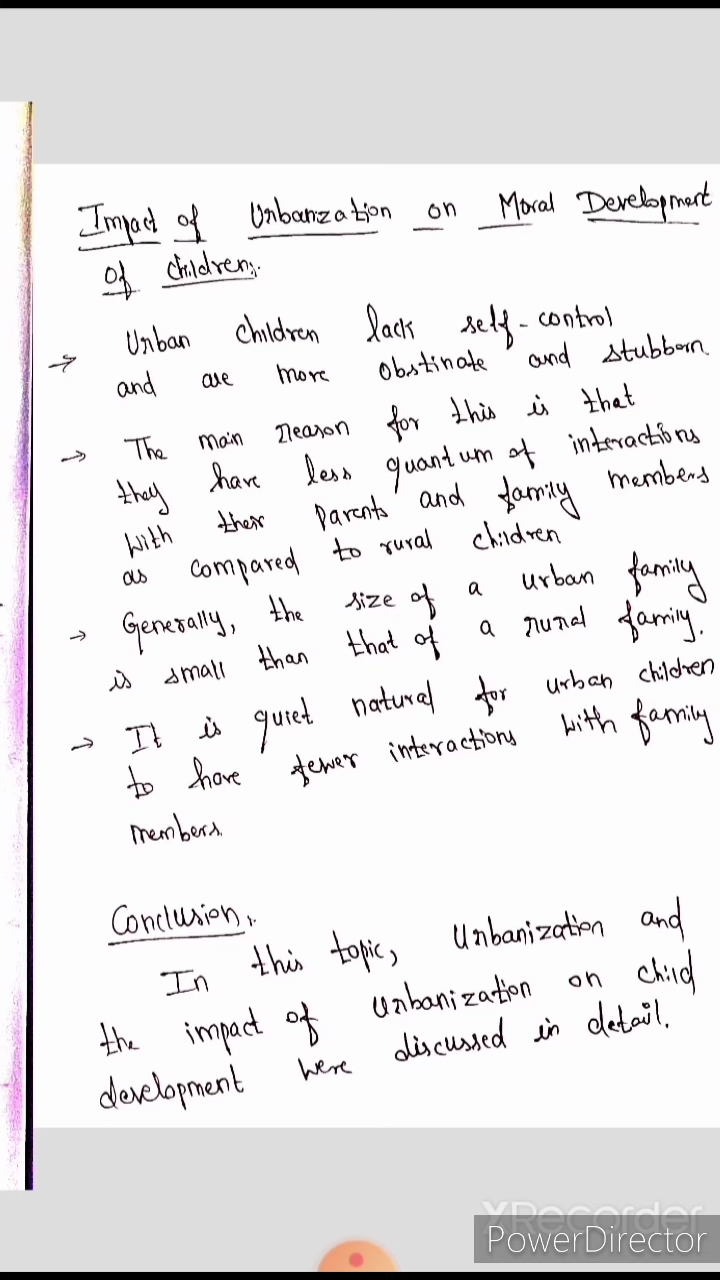 Impact of Urbanzation on Moral Development
of children:
→ Urban children lack self-control
and are more obstinate and stubborn
→ The main reason for this is that
they have less quantum of interactions
with their parents and family members
as compared to rural children
→ Generally, the size of a urban family
is small than that of a rural family.
→ It is quiet natural for urban children
to have fewer interactions with family
members.
Conclusion:
In this topic, Urbanization and
the impact of urbanization on child
development were discussed in detail.
XRecorder
PowerDirector